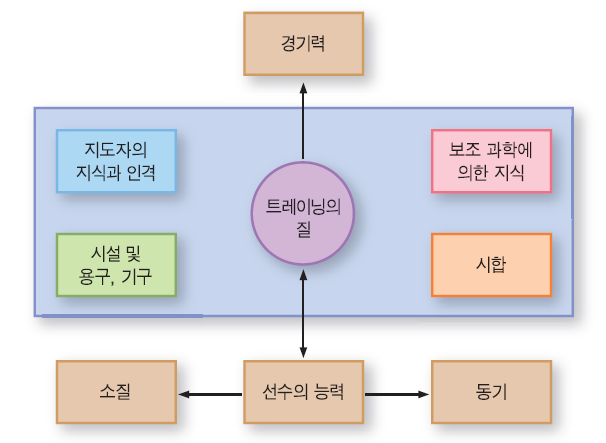 경기력
지도자의
지식과 인격
보조 과학에
의한 지식
트레이닝의
질
시설 및
용구, 기구
시합
소질
선수의 능력
동기